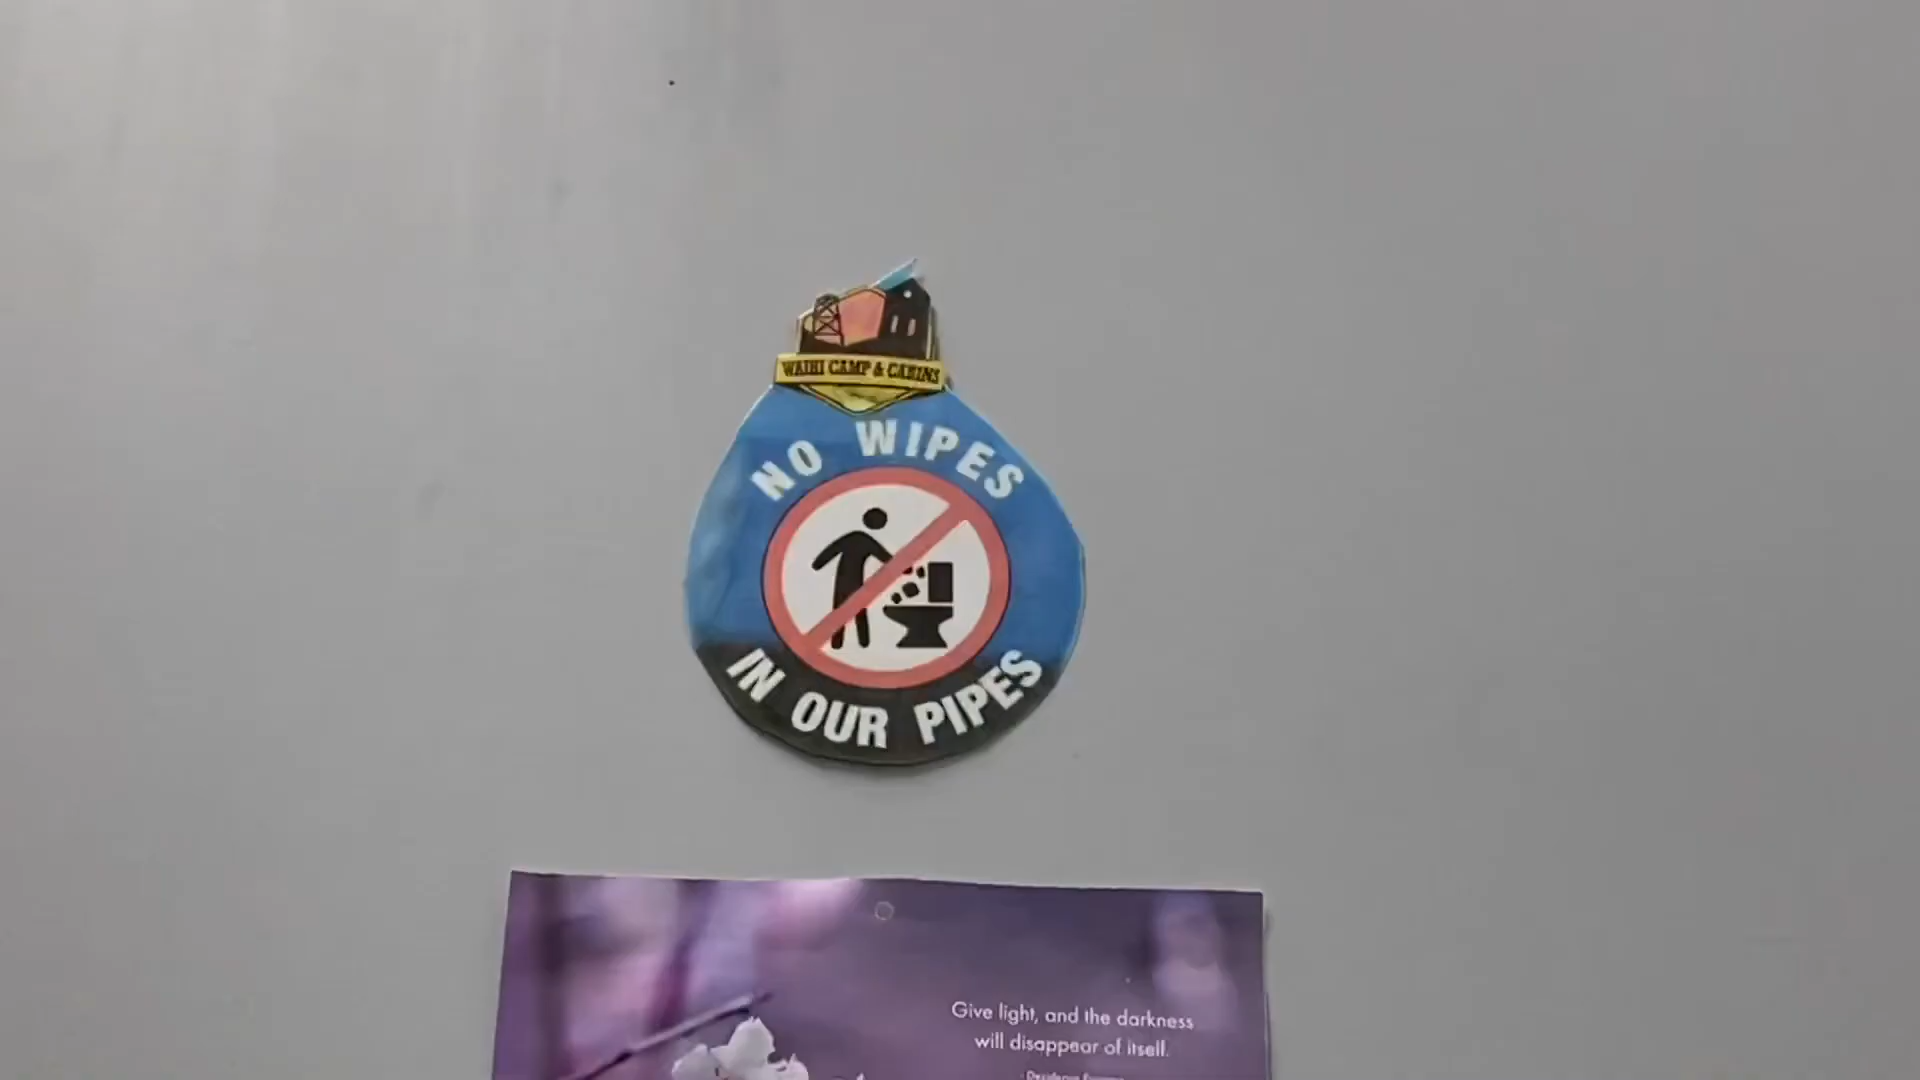 WAIHI CAMP & CABINS
NO WIPES
IN OUR PIPES
Give light, and the darkness
will disappear of itself.